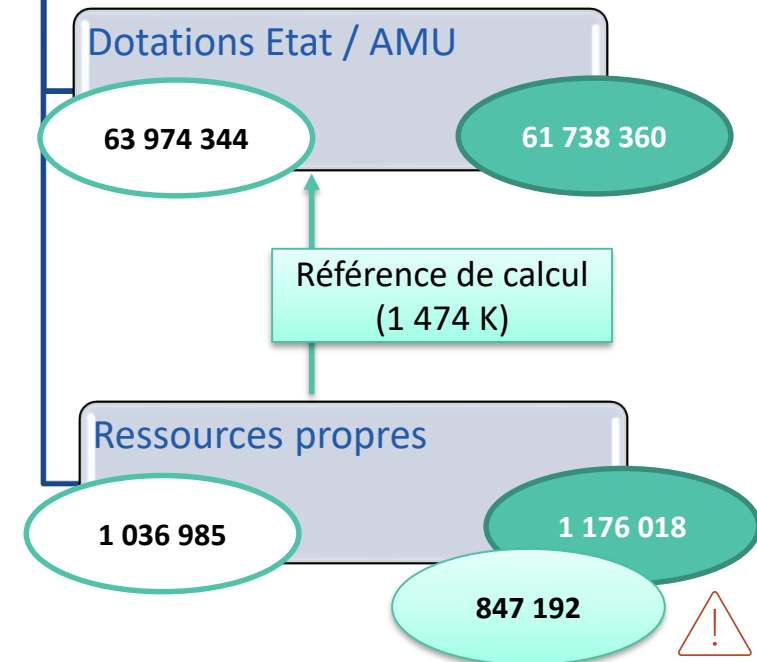 Dotations Etat / AMU
63 974 344
61 738 360
Référence de calcul
(1 474 K)
Ressources propres
1 036 985
1 176 018
847 192
!